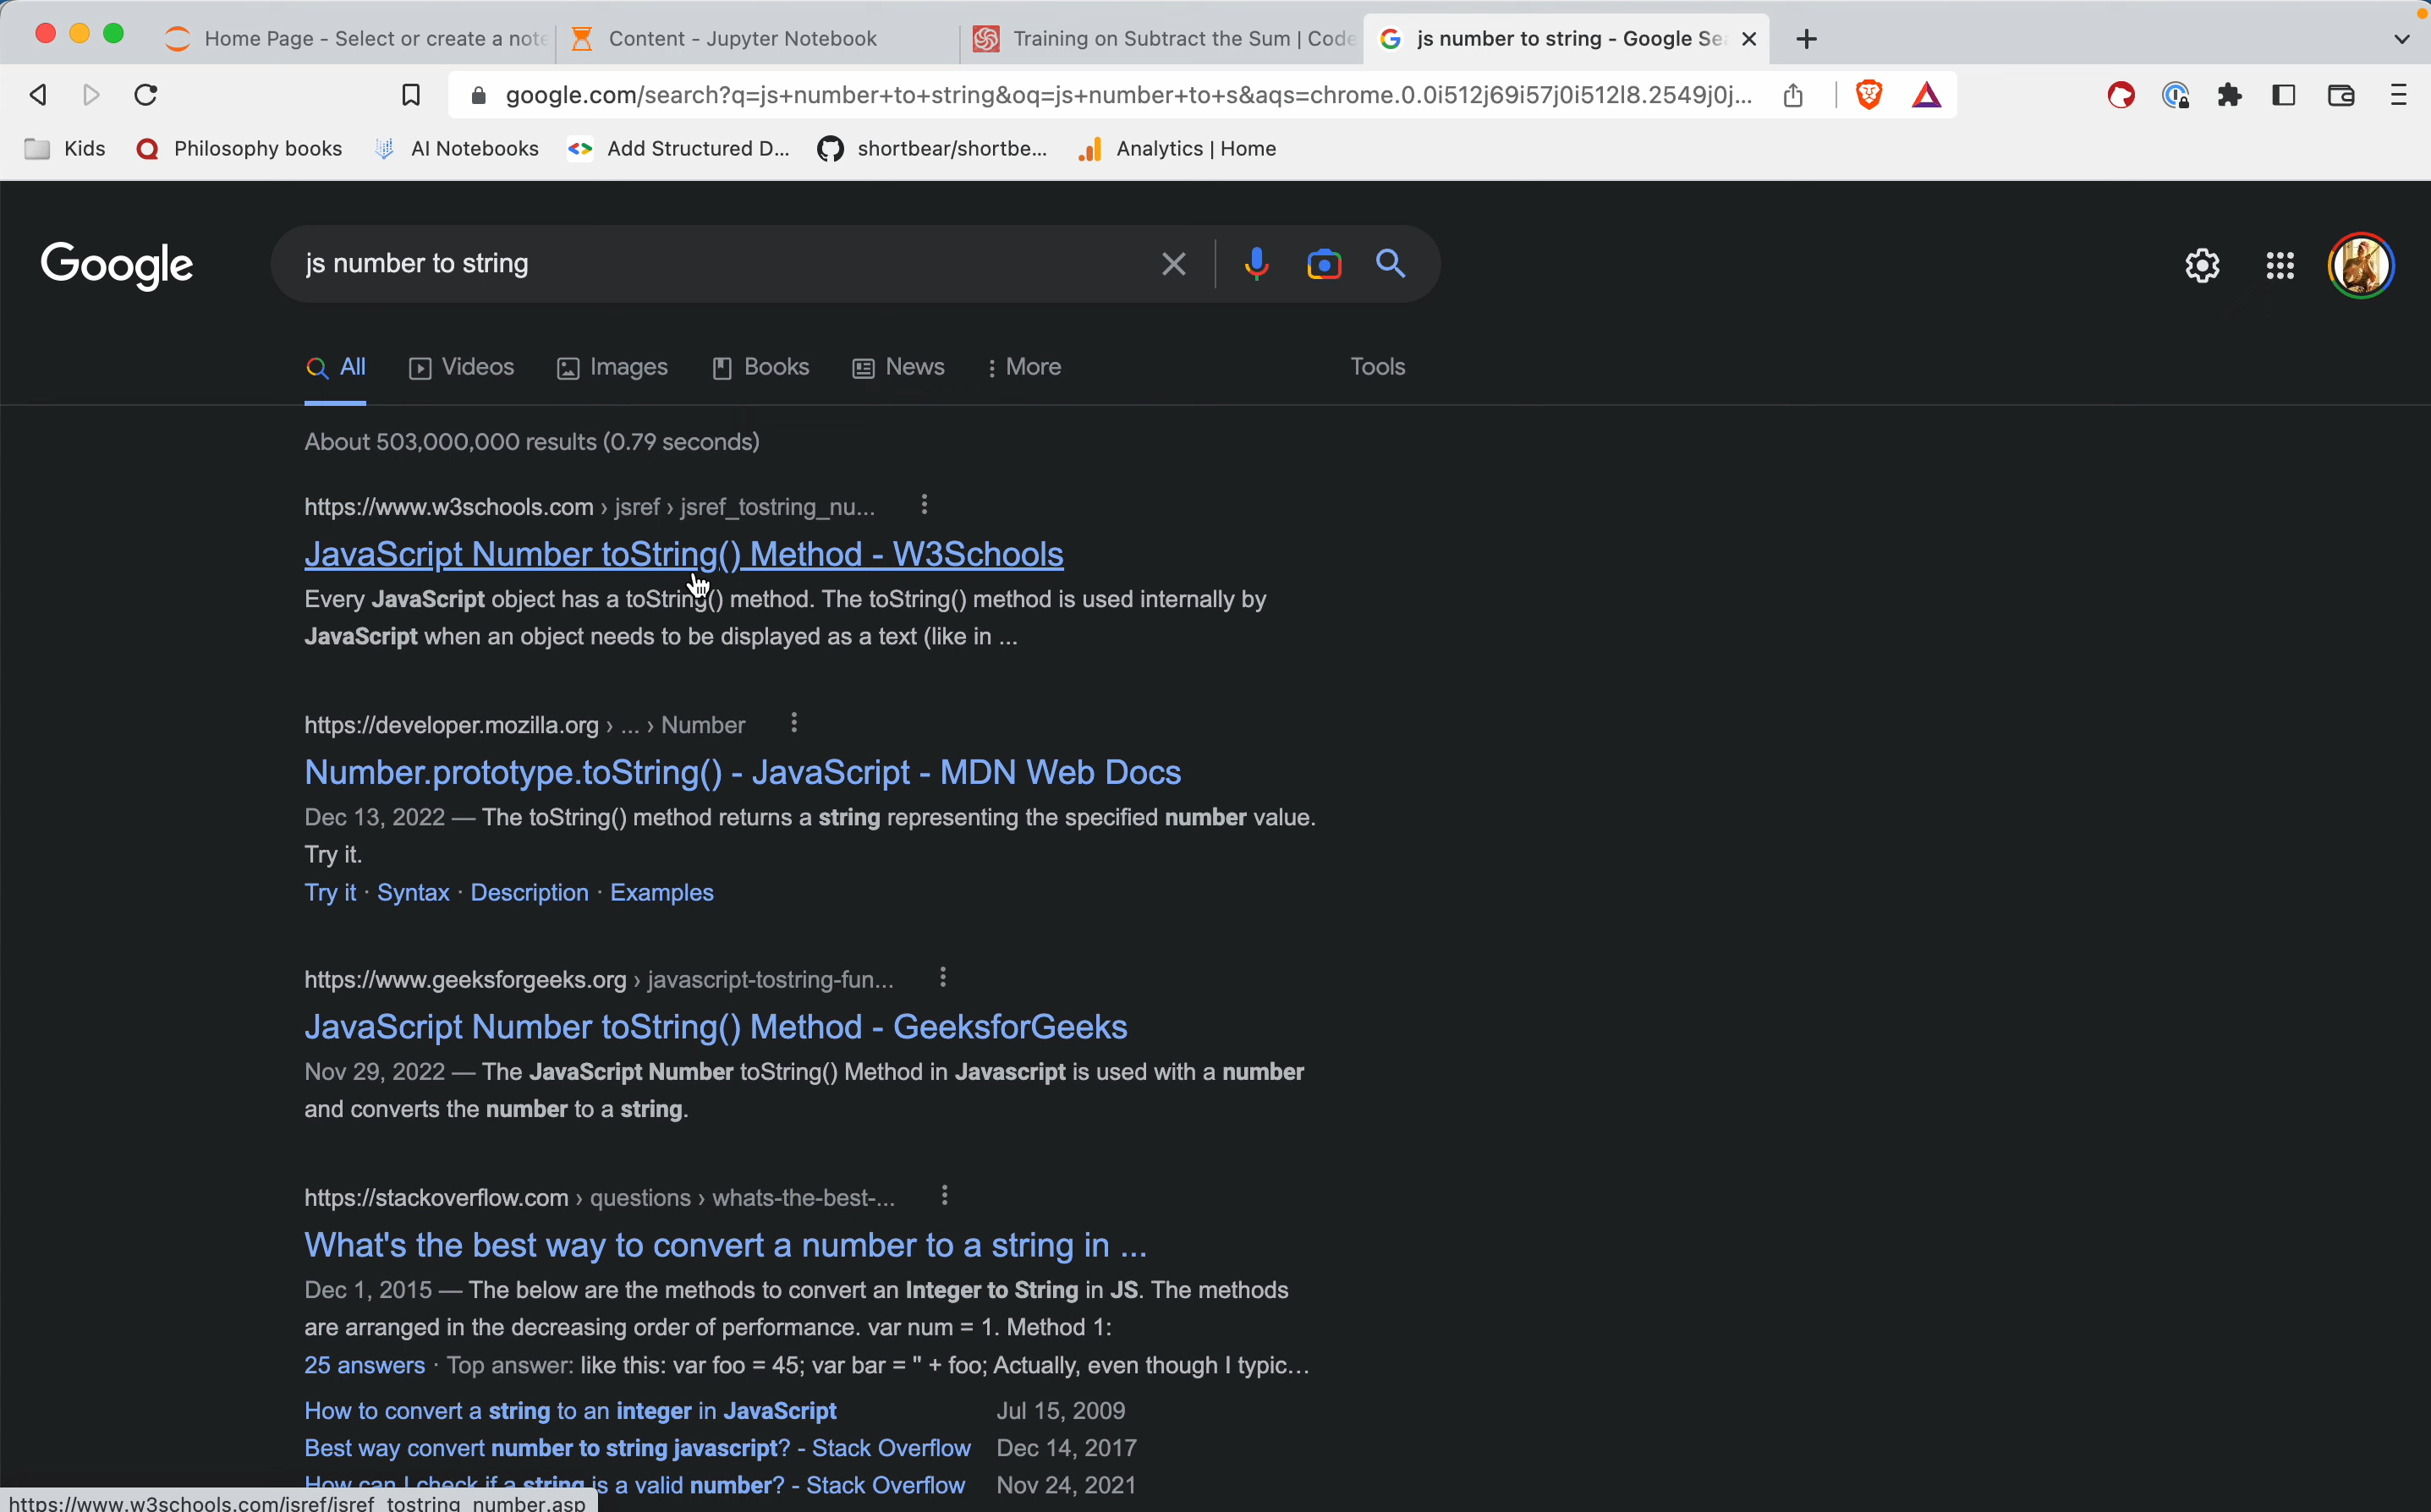 Home Page - Select or create a note
Content - Jupyter Notebook
Training on Subtract the Sum | Code
js number to string - Google Sea
google.com/search?q=js+number+to+string&oq=js+number+to+s&aqs=chrome.0.0i512j69i57j0i512l8.2549j0j...
Kids
Philosophy books
AI Notebooks
Add Structured D...
shortbear/shortbe...
Analytics | Home
Google
js number to string
All
Videos
Images
Books
News
More
Tools
About 503,000,000 results (0.79 seconds)
https://www.w3schools.com › jsref › jsref_tostring_nu...
JavaScript Number toString() Method - W3Schools
Every JavaScript object has a toString() method. The toString() method is used internally by
JavaScript when an object needs to be displayed as a text (like in ...
https://developer.mozilla.org › ... › Number
Number.prototype.toString() - JavaScript - MDN Web Docs
Dec 13, 2022 — The toString() method returns a string representing the specified number value.
Try it.
Try it · Syntax · Description · Examples
https://www.geeksforgeeks.org › javascript-tostring-fun...
JavaScript Number toString() Method - GeeksforGeeks
Nov 29, 2022 — The JavaScript Number toString() Method in Javascript is used with a number
and converts the number to a string.
https://stackoverflow.com › questions › whats-the-best-...
What's the best way to convert a number to a string in ...
Dec 1, 2015 — The below are the methods to convert an Integer to String in JS. The methods
are arranged in the decreasing order of performance. var num = 1. Method 1:
25 answers · Top answer: like this: var foo = 45; var bar = '' + foo; Actually, even though I typic...
How to convert a string to an integer in JavaScript Jul 15, 2009
Best way convert number to string javascript? - Stack Overflow Dec 14, 2017
How can I check if a string is a valid number? - Stack Overflow Nov 24, 2021
https://www.w3schools.com/jsref/jsref_tostring_number.asp